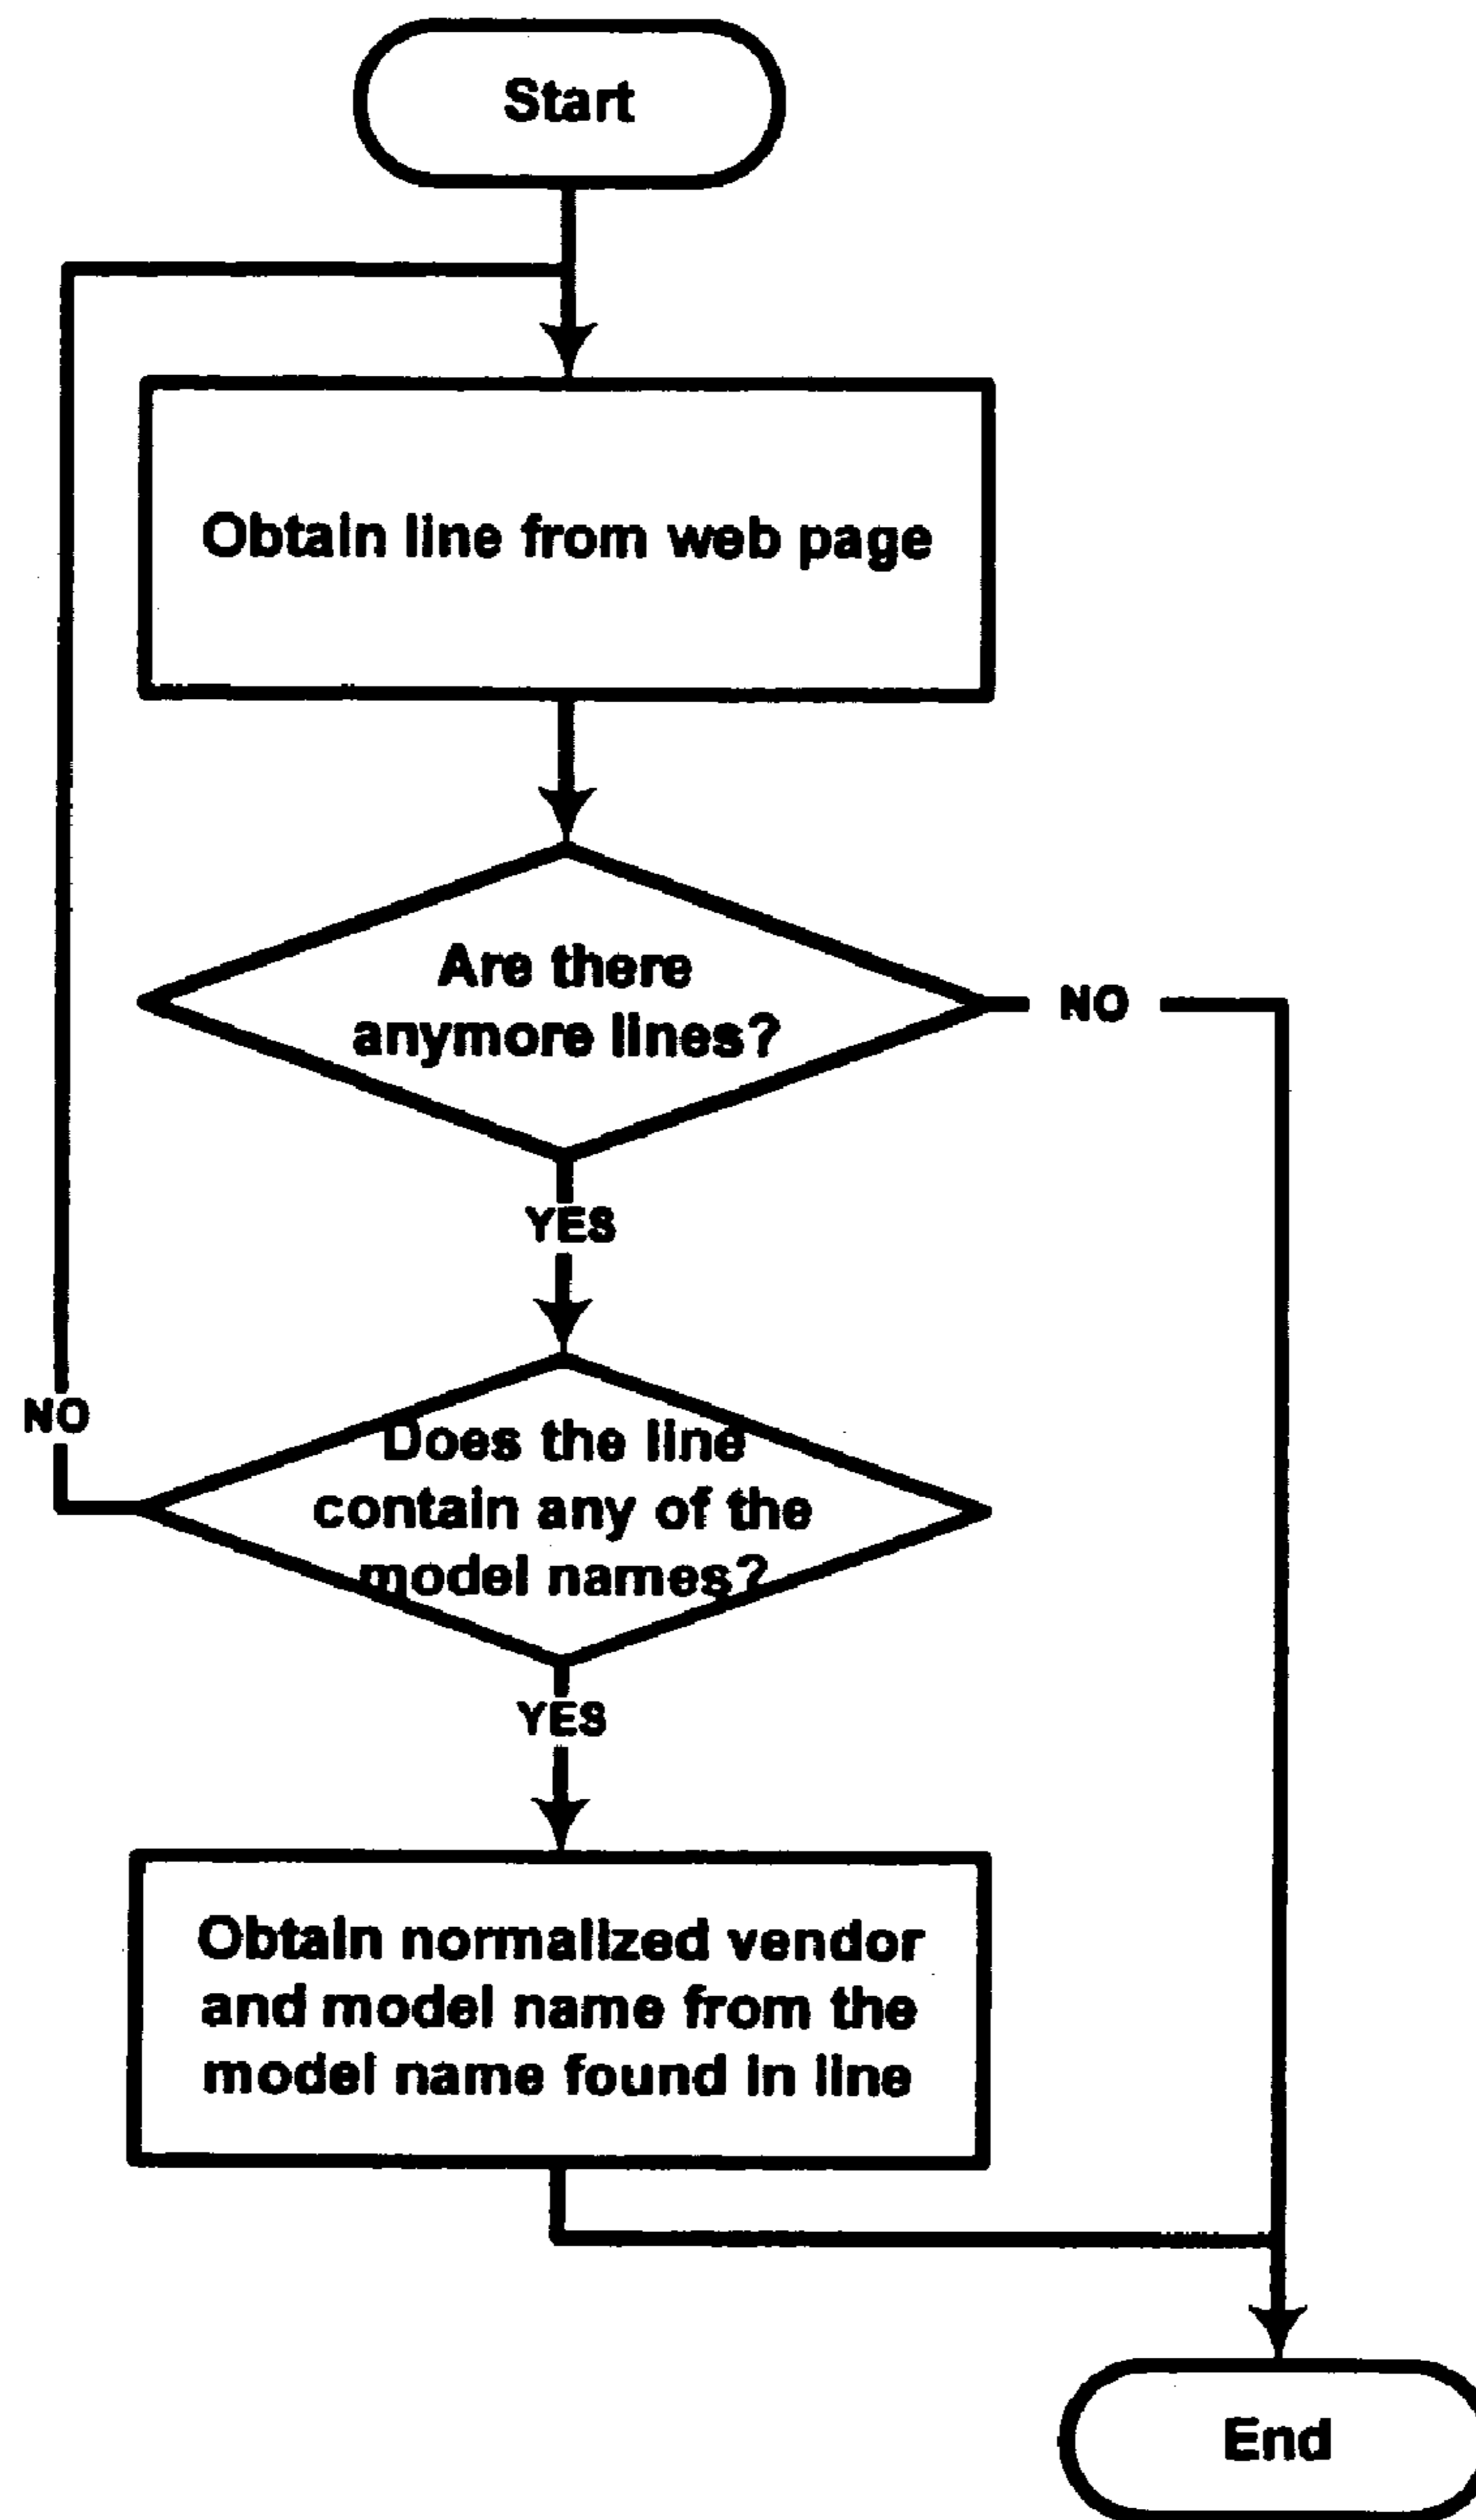 Start
Obtain line from web page
Are there
anymore lines?
NO
YES
Does the line
contain any of the
model names?
NO
YES
Obtain normalized vendor
and model name from the
model name found in line
End